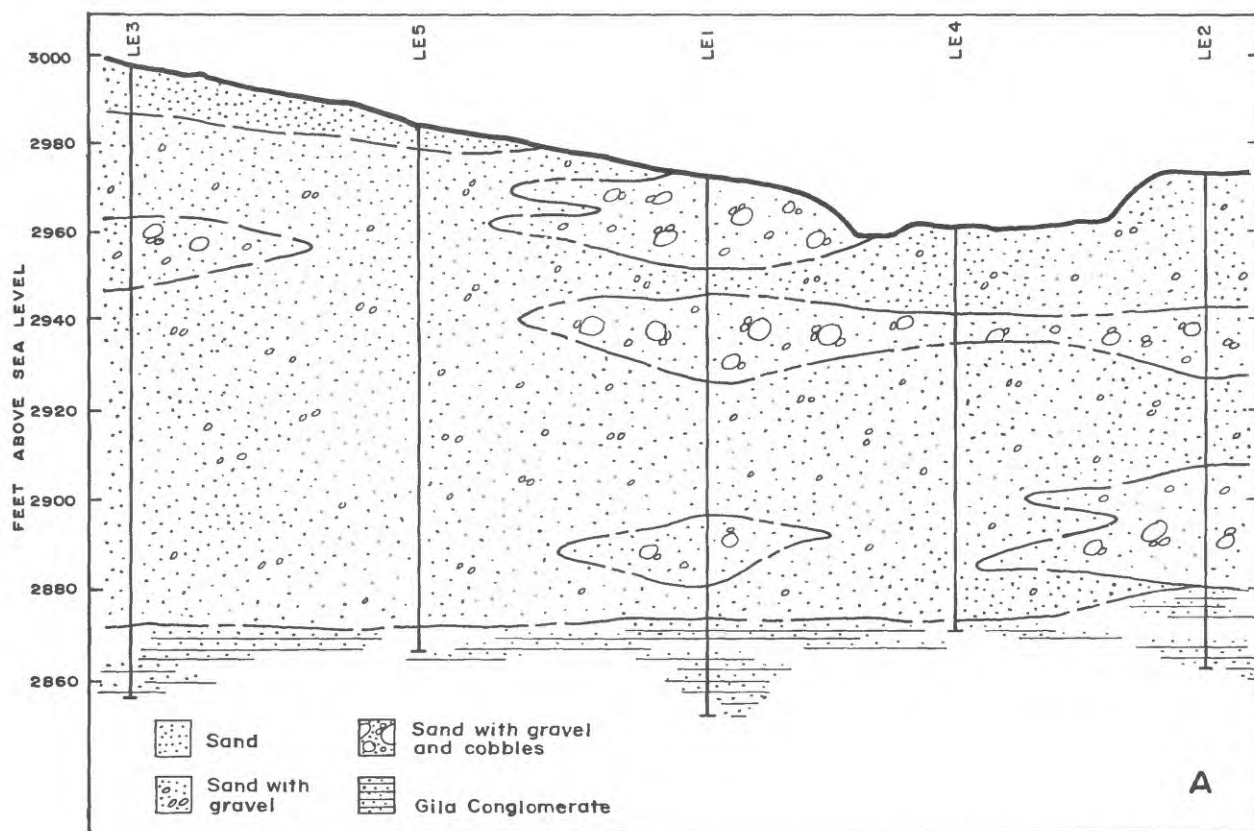 LE3
LE5
LE1
LE4
LE2
FEET ABOVE SEA LEVEL
3000
2980
2960
2940
2920
2900
2880
2860
Sand
Sand with
gravel
Sand with gravel
and cobbles
Gila Conglomerate
A